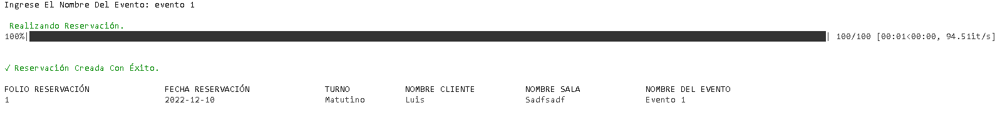 Ingrese El Nombre Del Evento: evento 1
Realizando Reservación.
100%| | 100/100 [00:01<00:00, 94.51it/s]
✓ Reservación Creada Con Éxito.
FOLIO RESERVACIÓN FECHA RESERVACIÓN TURNO NOMBRE CLIENTE NOMBRE SALA NOMBRE DEL EVENTO
1 2022-12-10 Matutino Luis Sadfsadf Evento 1